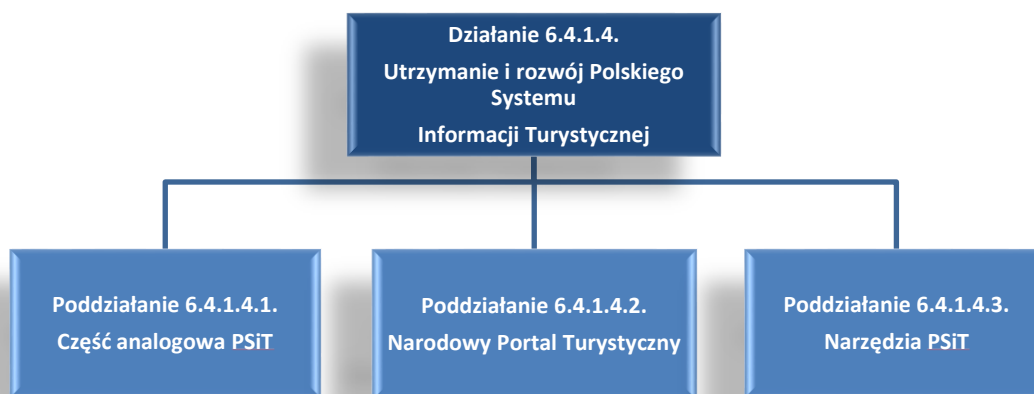 Działanie 6.4.1.4.
Utrzymanie i rozwój Polskiego
Systemu
Informacji Turystycznej
Poddziałanie 6.4.1.4.1.
Część analogowa PSiT
Poddziałanie 6.4.1.4.2.
Narodowy Portal Turystyczny
Poddziałanie 6.4.1.4.3.
Narzędzia PSiT